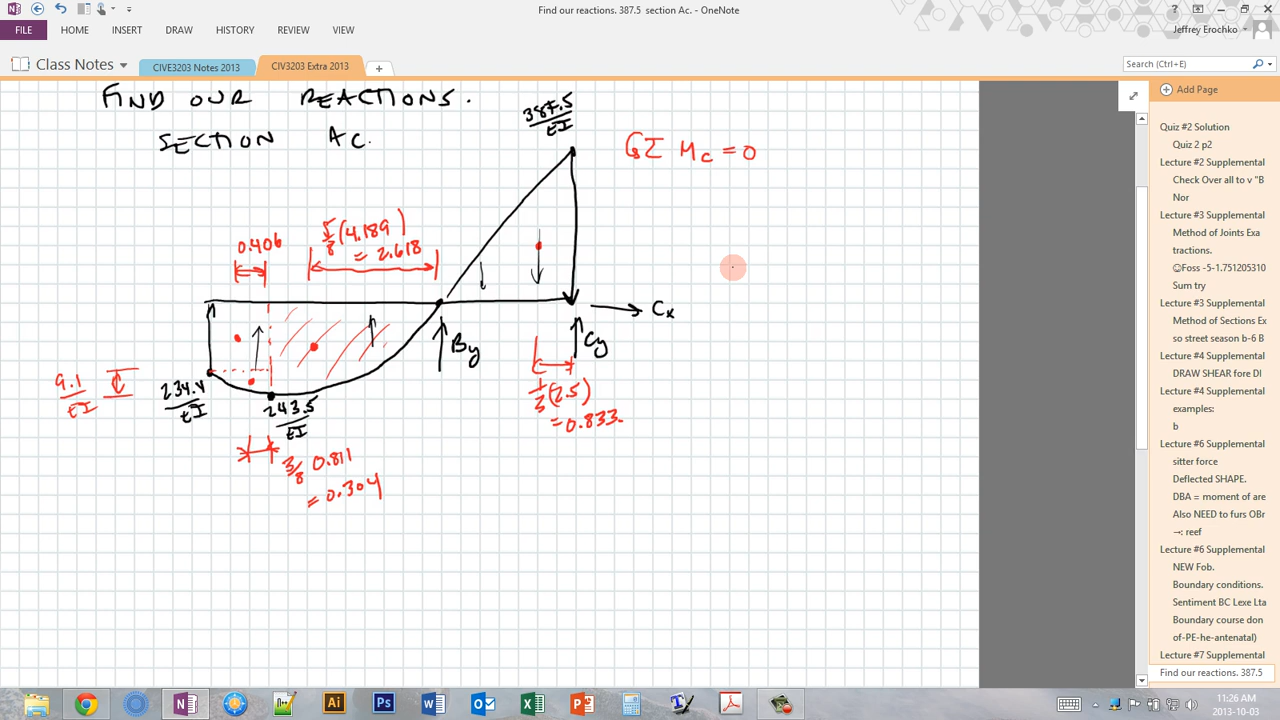 Find our reactions. 387.5 section Ac. - OneNote
Jeffrey Erochko
FILE HOME INSERT DRAW HISTORY REVIEW VIEW
Class Notes CIVE3203 Notes 2013 CIV3203 Extra 2013
Search (Ctrl+E)
FIND OUR REACTIONS.
SECTION AC.
387.5
EI
Σ Mc = 0
0.406
5/8 (4.189)
= 2.618
Cx
By
Cy
9.1
EI
234.4
EI
243.5
EI
1/3 (2.5)
= 0.833.
3/8 0.811
= 0.304
Add Page
Quiz #2 Solution
Quiz 2 p2
Lecture #2 Supplemental
Check Over all to v "B
Nor
Lecture #3 Supplemental
Method of Joints Exa
tractions.
☺Foss -5-1.751205310
Sum try
Lecture #3 Supplemental
Method of Sections Ex
so street season b-6 B
Lecture #4 Supplemental
DRAW SHEAR fore DI
Lecture #4 Supplemental
examples:
b
Lecture #6 Supplemental
sitter force
Deflected SHAPE.
DBA = moment of are
Also NEED to furs OBr
→: reef
Lecture #6 Supplemental
NEW Fob.
Boundary conditions.
Sentiment BC Lexe Lta
Boundary course don
of-PE-he-antenatal)
Lecture #7 Supplemental
Find our reactions. 387.5
11:26 AM
2013-10-03